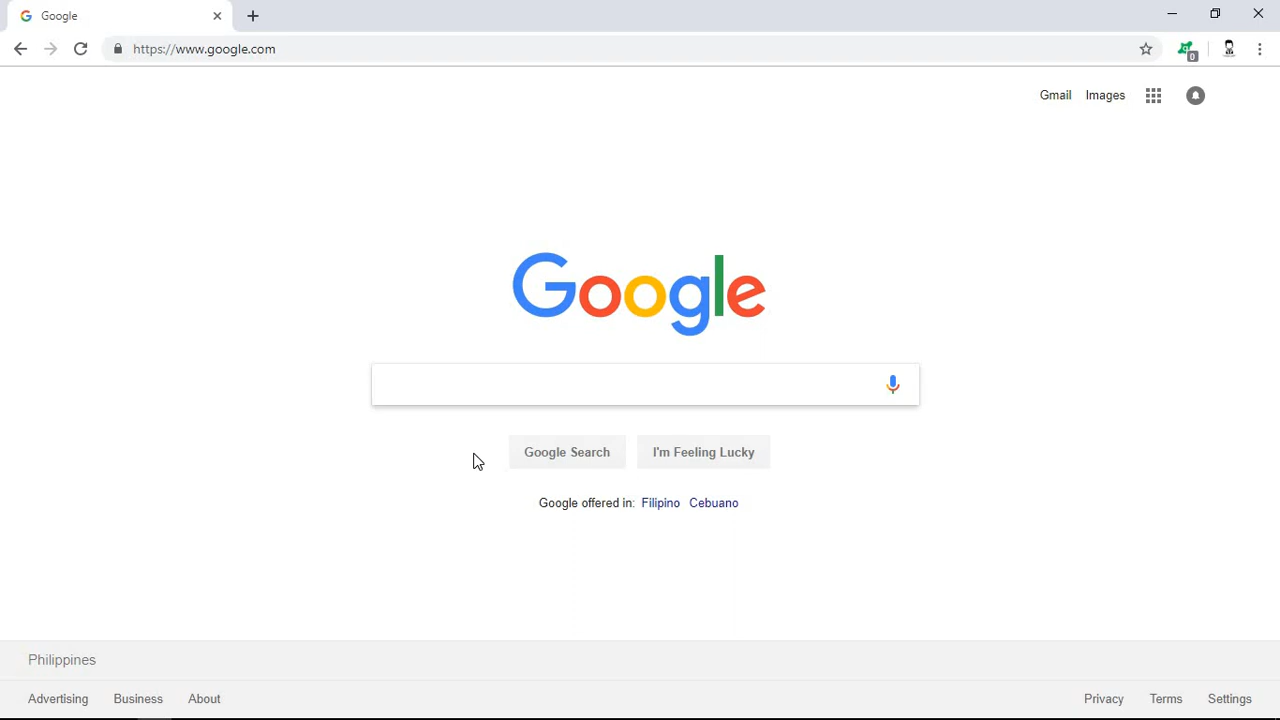 Google
https://www.google.com
0
Gmail Images
Google
Google Search I'm Feeling Lucky
Google offered in: Filipino Cebuano
Philippines
Advertising Business About Privacy Terms Settings